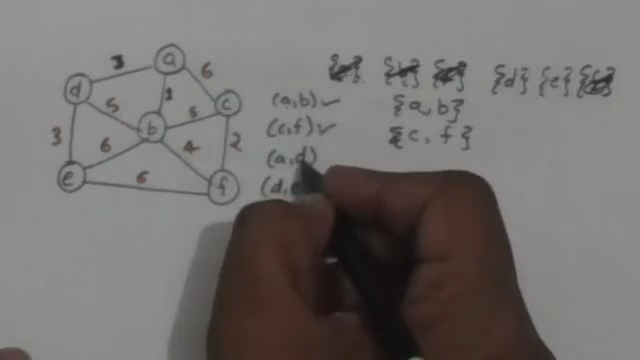 a
3
6
d
1
c
5
5
b
3
6
4
2
e
6
f
{d} {e}
(a,b) ✓ {a,b}
(c,f) ✓ {c,f}
(a,d)
(d,